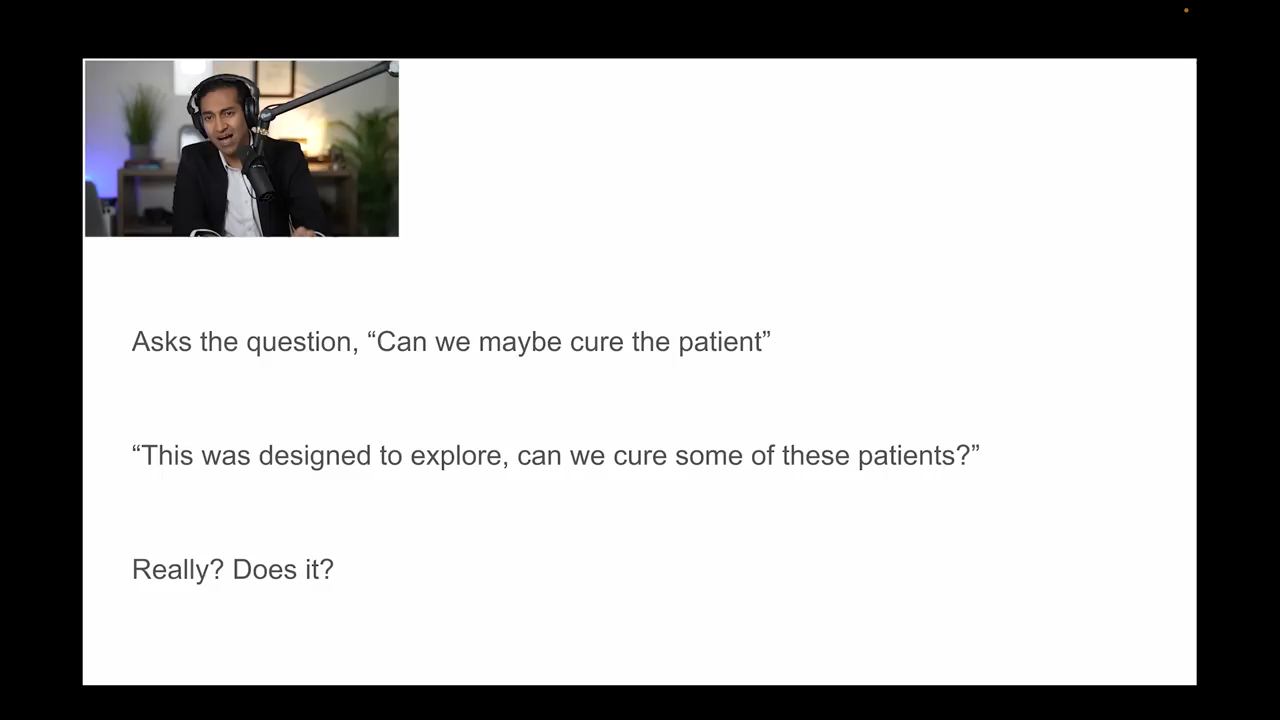 Asks the question, “Can we maybe cure the patient”
“This was designed to explore, can we cure some of these patients?”
Really? Does it?